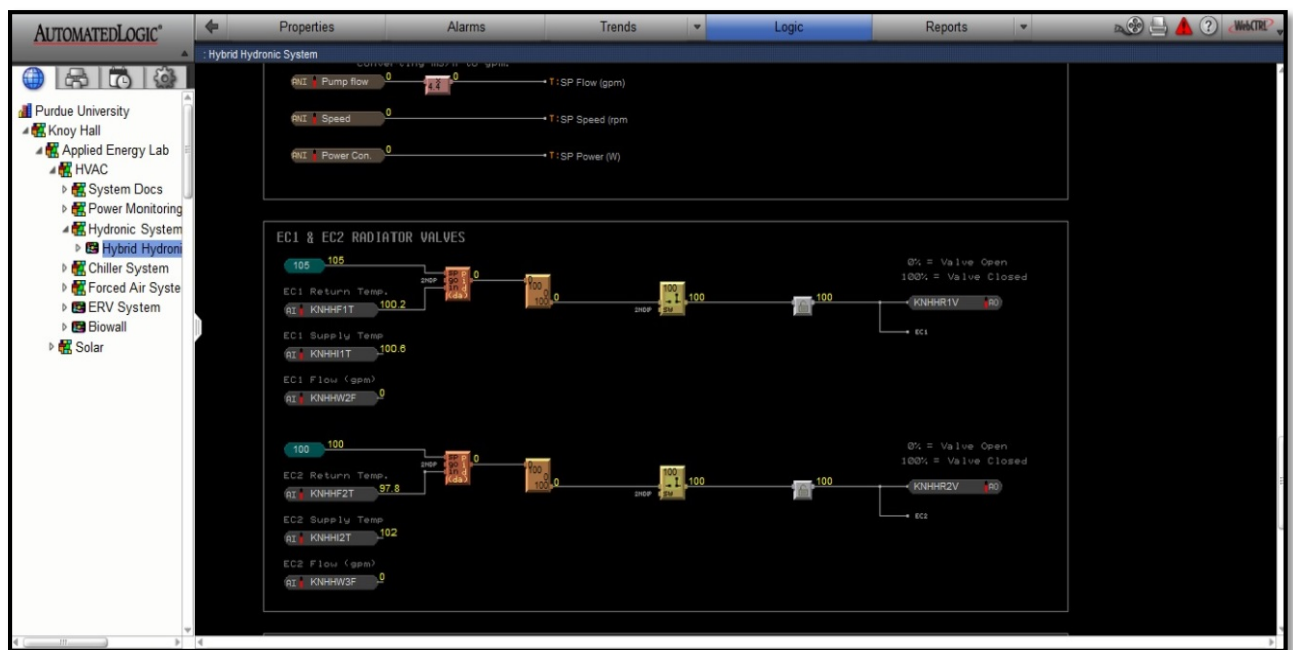 AUTOMATEDLOGIC®
Properties
Alarms
Trends
Logic
Reports
WebCTRL®
: Hybrid Hydronic System
Purdue University
Knoy Hall
Applied Energy Lab
HVAC
System Docs
Power Monitoring
Hydronic System
Hybrid Hydroni
Chiller System
Forced Air Syste
ERV System
Biowall
Solar
ANI Pump flow 0 0 T:SP Flow (gpm)
ANI Speed 0 T:SP Speed (rpm
ANI Power Con. 0 T:SP Power (W)
EC1 & EC2 RADIATOR VALVES
105 105
0% = Valve Open
100% = Valve Closed
EC1 Return Temp.
AI KNHHF1T 100.2
0 0 100 100
KNHHR1V AO
EC1
EC1 Supply Temp
AI KNHHI1T 100.6
EC1 Flow (gpm)
AI KNHHW2F 0
100 100
0% = Valve Open
100% = Valve Closed
EC2 Return Temp.
AI KNHHF2T 97.8
0 0 100 100
KNHHR2V AO
EC2
EC2 Supply Temp
AI KNHHI2T 102
EC2 Flow (gpm)
AI KNHHW3F 0